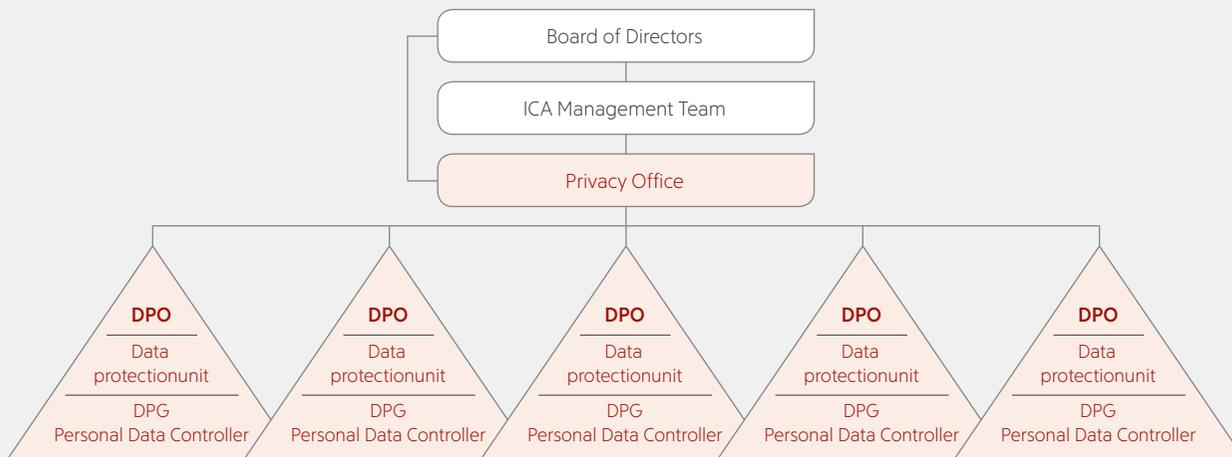 Board of Directors
ICA Management Team
Privacy Office
DPO
Data
protectionunit
DPG
Personal Data Controller
DPO
Data
protectionunit
DPG
Personal Data Controller
DPO
Data
protectionunit
DPG
Personal Data Controller
DPO
Data
protectionunit
DPG
Personal Data Controller
DPO
Data
protectionunit
DPG
Personal Data Controller